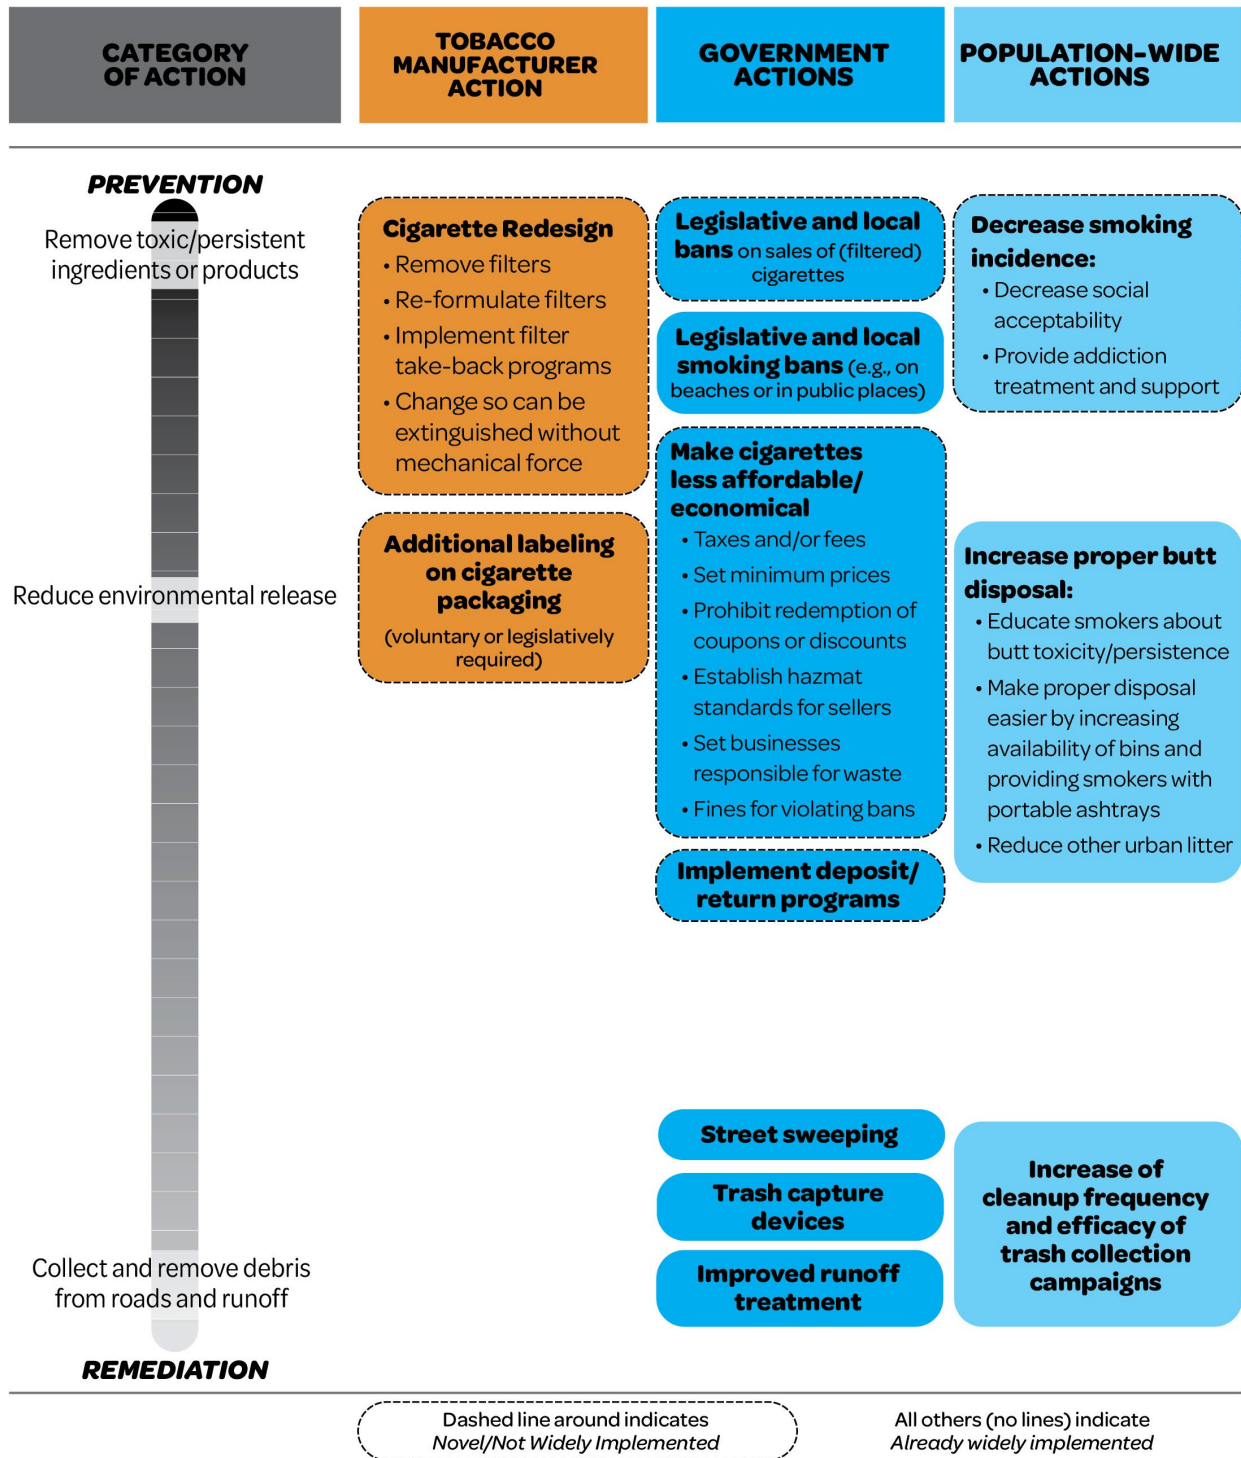 CATEGORY
OF ACTION
TOBACCO
MANUFACTURER
ACTION
GOVERNMENT
ACTIONS
POPULATION-WIDE
ACTIONS
PREVENTION
Remove toxic/persistent
ingredients or products
Reduce environmental release
Collect and remove debris
from roads and runoff
REMEDIATION
Cigarette Redesign
• Remove filters
• Re-formulate filters
• Implement filter
take-back programs
• Change so can be
extinguished without
mechanical force
Additional labeling
on cigarette
packaging
(voluntary or legislatively
required)
Legislative and local
bans on sales of (filtered)
cigarettes
Legislative and local
smoking bans (e.g., on
beaches or in public places)
Make cigarettes
less affordable/
economical
• Taxes and/or fees
• Set minimum prices
• Prohibit redemption of
coupons or discounts
• Establish hazmat
standards for sellers
• Set businesses
responsible for waste
• Fines for violating bans
Implement deposit/
return programs
Street sweeping
Trash capture
devices
Improved runoff
treatment
Decrease smoking
incidence:
• Decrease social
acceptability
• Provide addiction
treatment and support
Increase proper butt
disposal:
• Educate smokers about
butt toxicity/persistence
• Make proper disposal
easier by increasing
availability of bins and
providing smokers with
portable ashtrays
• Reduce other urban litter
Increase of
cleanup frequency
and efficacy of
trash collection
campaigns
Dashed line around indicates
Novel/Not Widely Implemented
All others (no lines) indicate
Already widely implemented